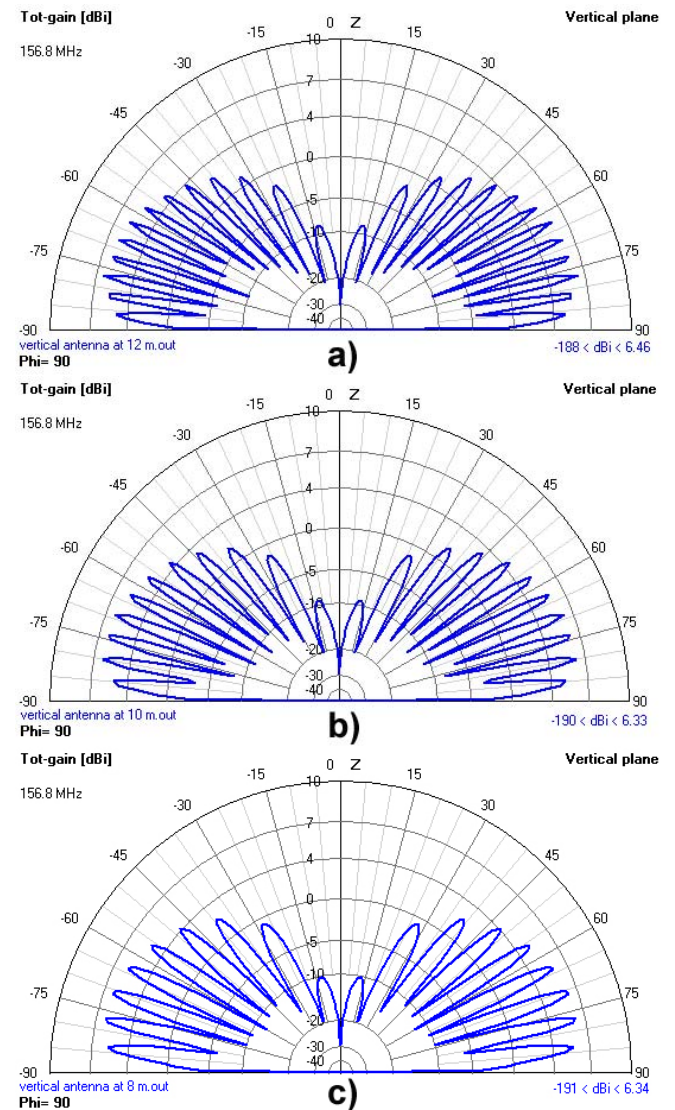 Tot-gain [dBi] 0 Z Vertical plane
156.8 MHz
-15 10 15
-30 7 30
-45 4 45
-60 0 60
-5
-75 -10 75
-20
-30
-90 -40 90
vertical antenna at 12 m.out a) -188 < dBi < 6.46
Phi= 90
Tot-gain [dBi] 0 Z Vertical plane
156.8 MHz
-15 10 15
-30 7 30
-45 4 45
-60 0 60
-5
-75 -10 75
-20
-30
-90 -40 90
vertical antenna at 10 m.out b) -190 < dBi < 6.33
Phi= 90
Tot-gain [dBi] 0 Z Vertical plane
156.8 MHz
-15 10 15
-30 7 30
-45 4 45
-60 0 60
-5
-75 -10 75
-20
-30
-90 -40 90
vertical antenna at 8 m.out c) -191 < dBi < 6.34
Phi= 90